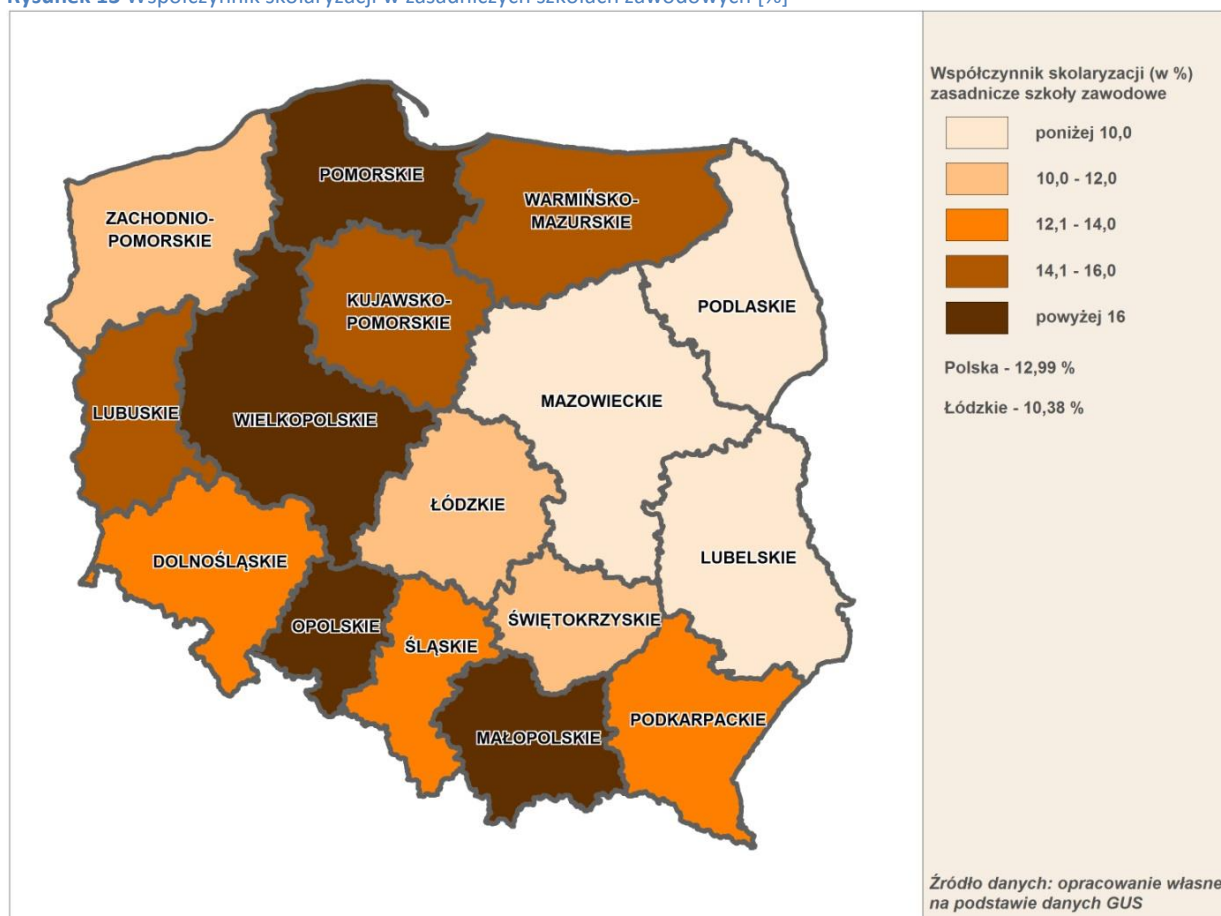 Rysunek 13 Współczynnik skolaryzacji w zasadniczych szkołach zawodowych [%]
Współczynnik skolaryzacji (w %)
zasadnicze szkoły zawodowe
poniżej 10,0
10,0 - 12,0
12,1 - 14,0
14,1 - 16,0
powyżej 16
Polska - 12,99 %
Łódzkie - 10,38 %
POMORSKIE
WARMIŃSKO-
MAZURSKIE
ZACHODNIO-
POMORSKIE
KUJAWSKO-
POMORSKIE
PODLASKIE
MAZOWIECKIE
LUBUSKIE
WIELKOPOLSKIE
ŁÓDZKIE
DOLNOŚLĄSKIE
LUBELSKIE
OPOLSKIE
ŚLĄSKIE
ŚWIĘTOKRZYSKIE
MAŁOPOLSKIE
PODKARPACKIE
Źródło danych: opracowanie własne
na podstawie danych GUS